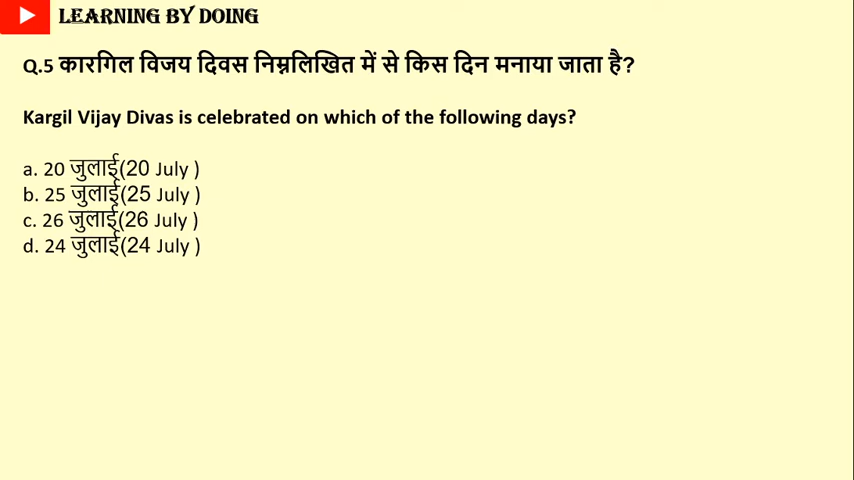 LEARNING BY DOING
Q.5 कारगिल विजय दिवस निम्नलिखित में से किस दिन मनाया जाता है?
Kargil Vijay Divas is celebrated on which of the following days?
a. 20 जुलाई(20 July )
b. 25 जुलाई(25 July )
c. 26 जुलाई(26 July )
d. 24 जुलाई(24 July )